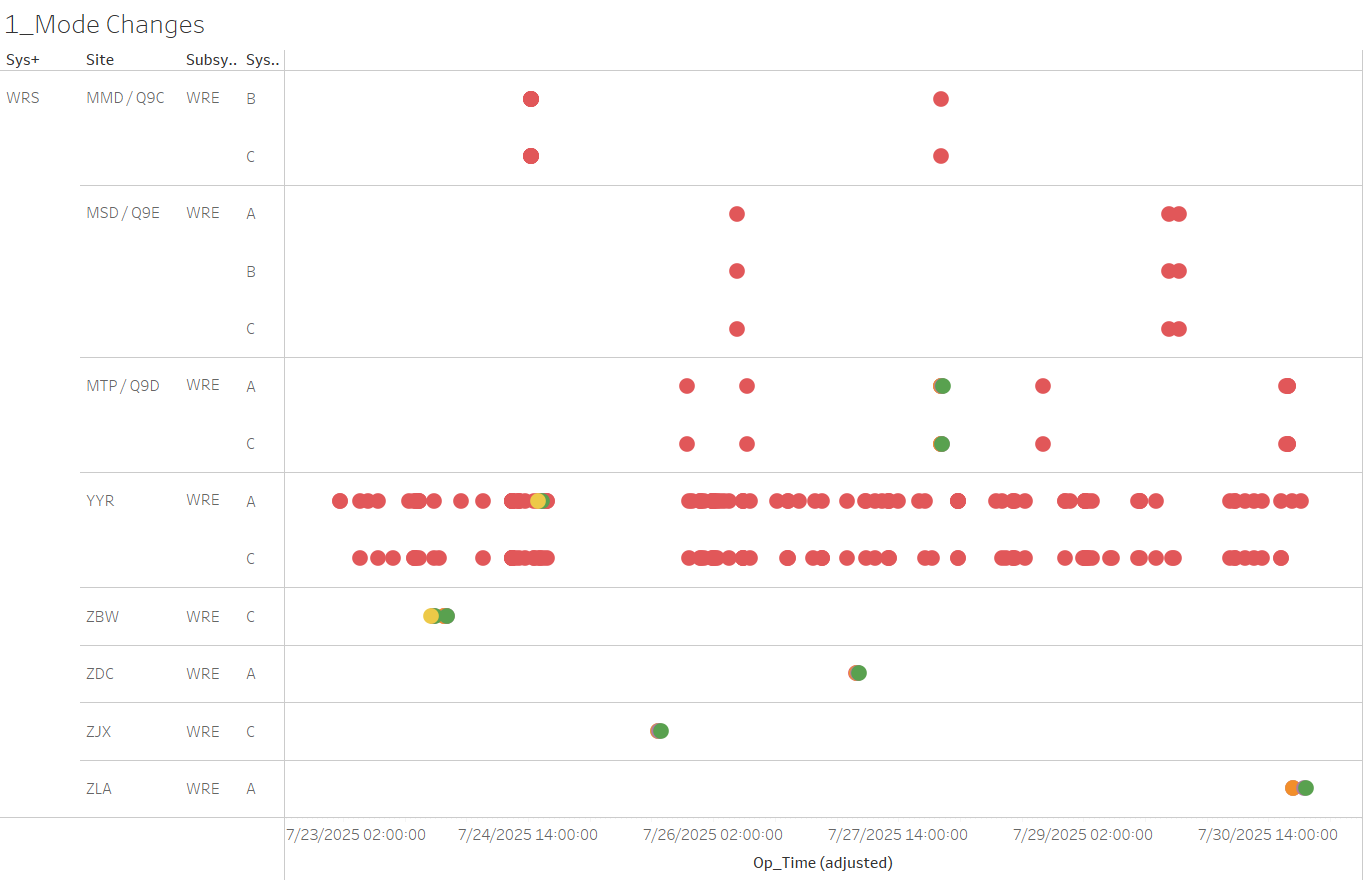 1_Mode Changes
Sys+ Site Subsy.. Sys..
WRS MMD / Q9C WRE B
C
MSD / Q9E WRE A
B
C
MTP / Q9D WRE A
C
YYR WRE A
C
ZBW WRE C
ZDC WRE A
ZJX WRE C
ZLA WRE A
7/23/2025 02:00:00 7/24/2025 14:00:00 7/26/2025 02:00:00 7/27/2025 14:00:00 7/29/2025 02:00:00 7/30/2025 14:00:00
Op_Time (adjusted)